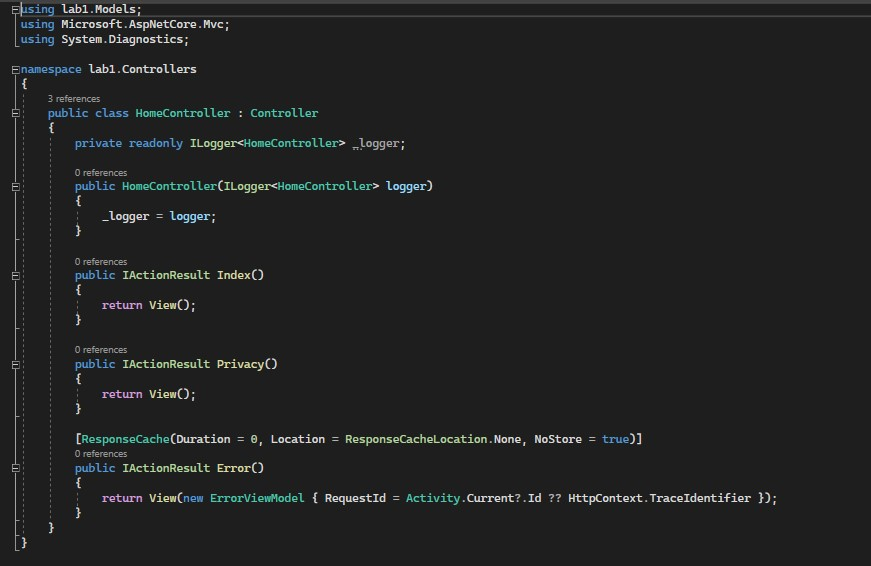 using lab1.Models;
using Microsoft.AspNetCore.Mvc;
using System.Diagnostics;
namespace lab1.Controllers
{
3 references
public class HomeController : Controller
{
private readonly ILogger<HomeController> _logger;
0 references
public HomeController(ILogger<HomeController> logger)
{
_logger = logger;
}
0 references
public IActionResult Index()
{
return View();
}
0 references
public IActionResult Privacy()
{
return View();
}
[ResponseCache(Duration = 0, Location = ResponseCacheLocation.None, NoStore = true)]
0 references
public IActionResult Error()
{
return View(new ErrorViewModel { RequestId = Activity.Current?.Id ?? HttpContext.TraceIdentifier });
}
}
}